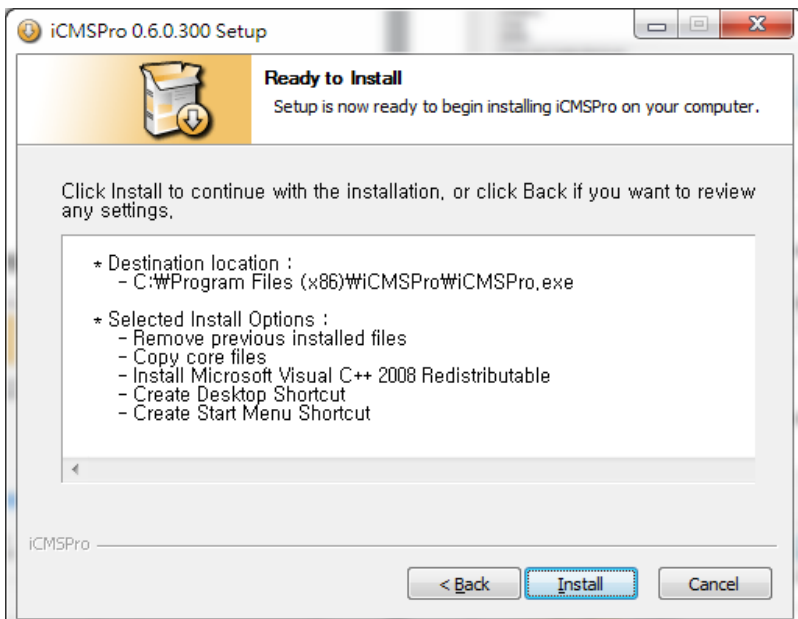 iCMSPro 0.6.0.300 Setup
Ready to Install
Setup is now ready to begin installing iCMSPro on your computer.
Click Install to continue with the installation, or click Back if you want to review
any settings.
* Destination location :
- C:₩Program Files (x86)₩iCMSPro₩iCMSPro.exe
* Selected Install Options :
- Remove previous installed files
- Copy core files
- Install Microsoft Visual C++ 2008 Redistributable
- Create Desktop Shortcut
- Create Start Menu Shortcut
iCMSPro
< Back
Install
Cancel